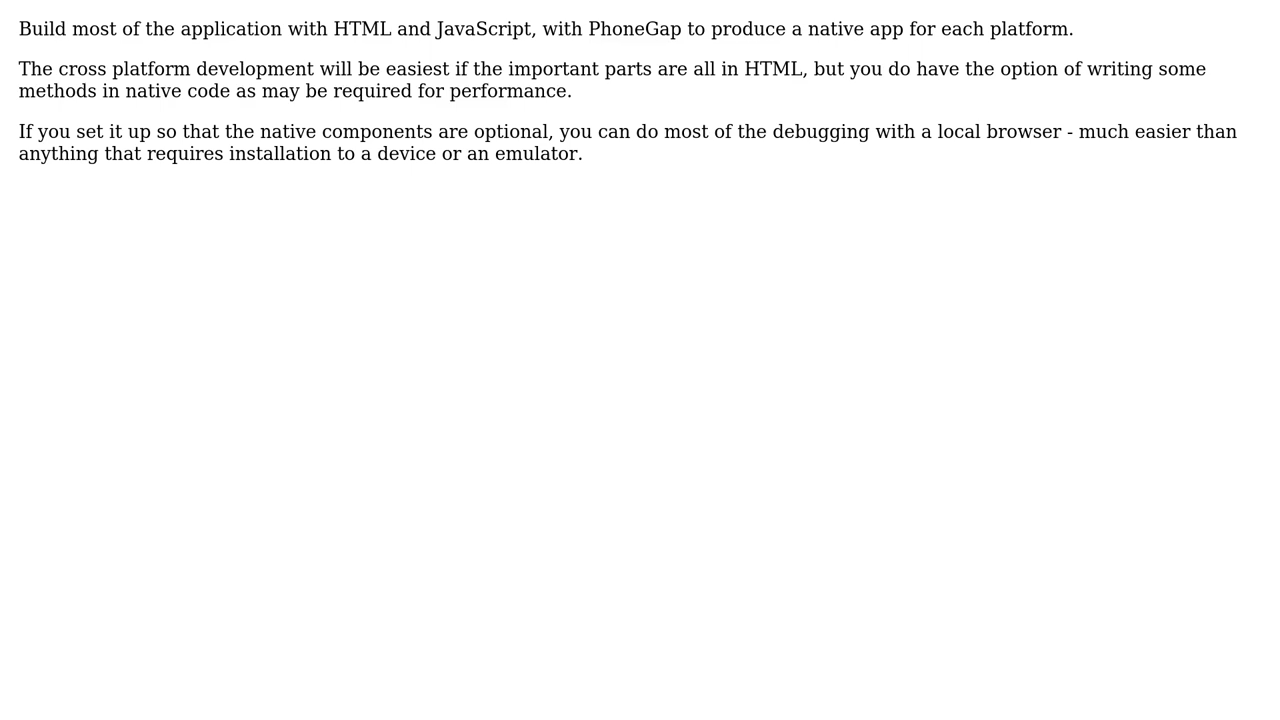 Build most of the application with HTML and JavaScript, with PhoneGap to produce a native app for each platform.
The cross platform development will be easiest if the important parts are all in HTML, but you do have the option of writing some
methods in native code as may be required for performance.
If you set it up so that the native components are optional, you can do most of the debugging with a local browser - much easier than
anything that requires installation to a device or an emulator.